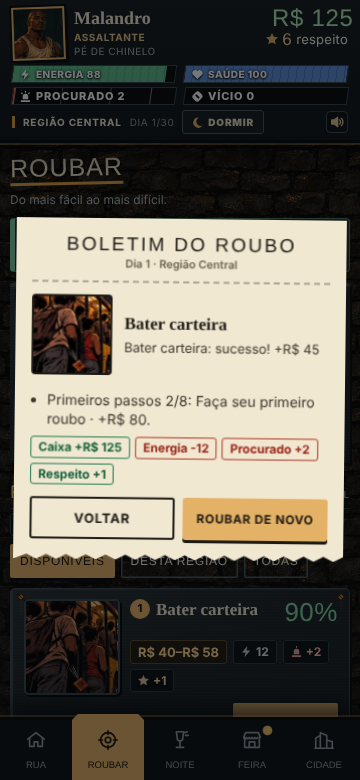 Malandro
ASSALTANTE
PÉ DE CHINELO
R$ 125
6 respeito
ENERGIA 88
SAÚDE 100
PROCURADO 2
VÍCIO 0
REGIÃO CENTRAL DIA 1/30
DORMIR
ROUBAR
Do mais fácil ao mais difícil.
BOLETIM DO ROUBO
Dia 1 · Região Central
Bater carteira
Bater carteira: sucesso! +R$ 45
• Primeiros passos 2/8: Faça seu primeiro
roubo · +R$ 80.
Caixa +R$ 125
Energia -12
Procurado +2
Respeito +1
VOLTAR
ROUBAR DE NOVO
DISPONÍVEIS
DESTA REGIÃO
TODAS
1 Bater carteira
90%
R$ 40–R$ 58
12
+2
+1
RUA
ROUBAR
NOITE
FEIRA
CIDADE